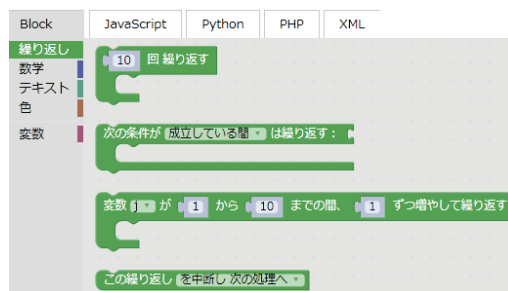 Block JavaScript Python PHP XML
繰り返し
数学
テキスト
色
変数
10 回 繰り返す
次の条件が 成立している間 は繰り返す：
変数 j が 1 から 10 までの間、 1 ずつ増やして繰り返す
この繰り返し を中断し 次の処理へ